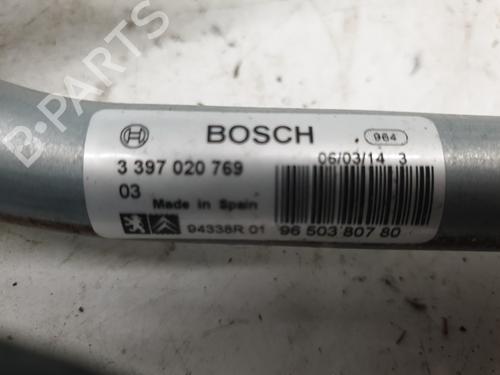 BOSCH
964
3 397 020 769
06/03/14 3
03
Made in Spain
94338R 01
96 503 807 80
B-PARTS